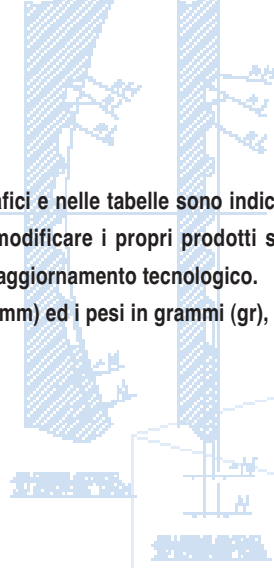 afici e nelle tabelle sono indic
modificare i propri prodotti s
aggiornamento tecnologico.
mm) ed i pesi in grammi (gr),